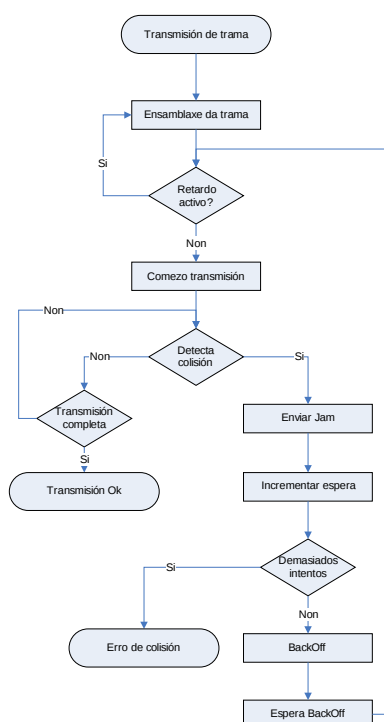 Transmisión de trama
Ensamblaxe da trama
Si
Retardo
activo?
Non
Comezo transmisión
Non
Detecta
colisión
Non
Si
Transmisión
completa
Enviar Jam
Si
Transmisión Ok
Incrementar espera
Demasiados
intentos
Si
Non
Erro de colisión
BackOff
Espera BackOff